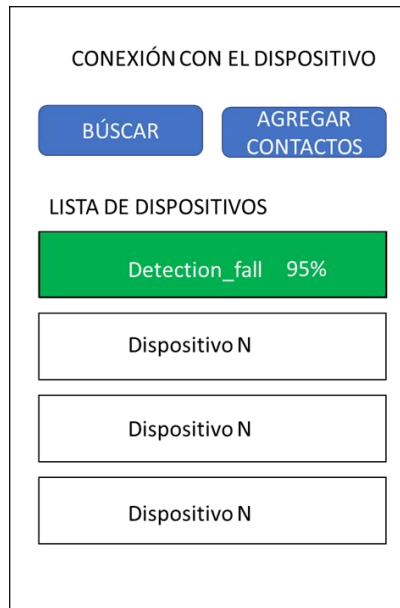 CONEXIÓN CON EL DISPOSITIVO
BÚSCAR
AGREGAR
CONTACTOS
LISTA DE DISPOSITIVOS
Detection_fall 95%
Dispositivo N
Dispositivo N
Dispositivo N